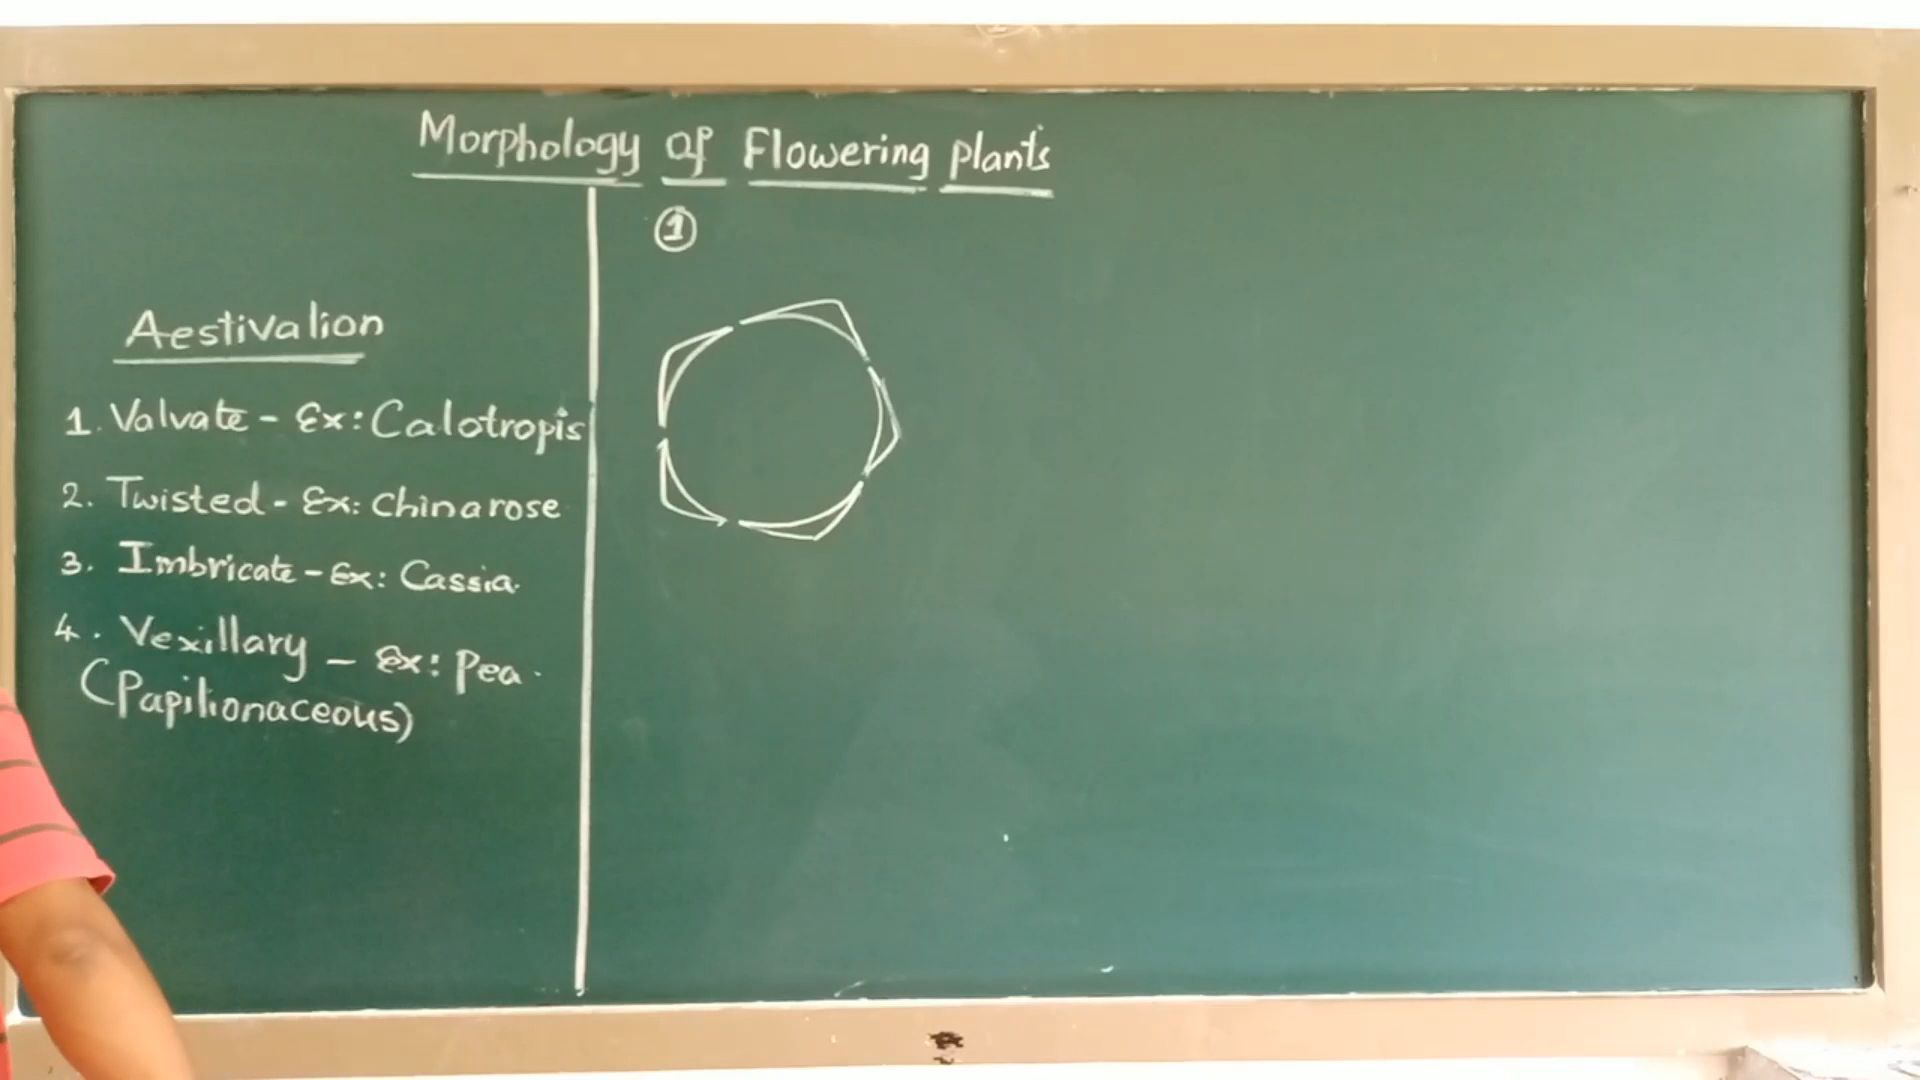 Morphology of Flowering plants
1
Aestivation
1. Valvate - Ex: Calotropis
2. Twisted - Ex: China rose
3. Imbricate - Ex: Cassia.
4. Vexillary - Ex: Pea.
(Papilionaceous)